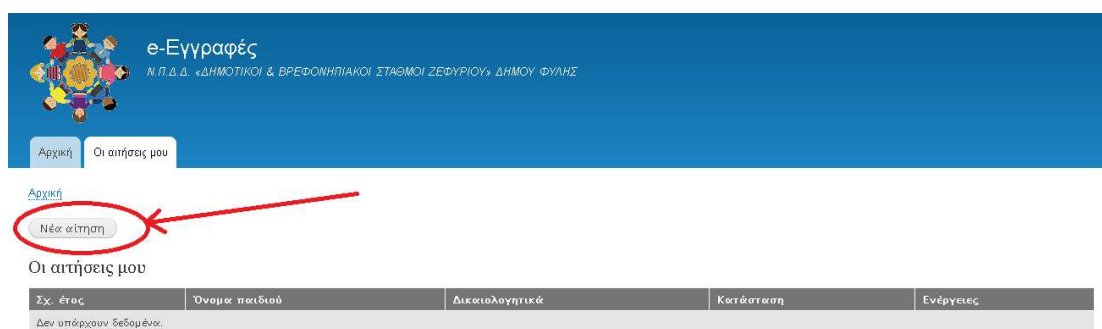 e-Εγγραφές
Ν.Π.Δ.Δ. «ΔΗΜΟΤΙΚΟΙ & ΒΡΕΦΟΝΗΠΙΑΚΟΙ ΣΤΑΘΜΟΙ ΖΕΦΥΡΙΟΥ» ΔΗΜΟΥ ΦΥΛΗΣ
Αρχική Οι αιτήσεις μου
Αρχική
Νέα αίτηση
Οι αιτήσεις μου
Σχ. έτος Όνομα παιδιού Δικαιολογητικά Κατάσταση Ενέργειες
Δεν υπάρχουν δεδομένα.